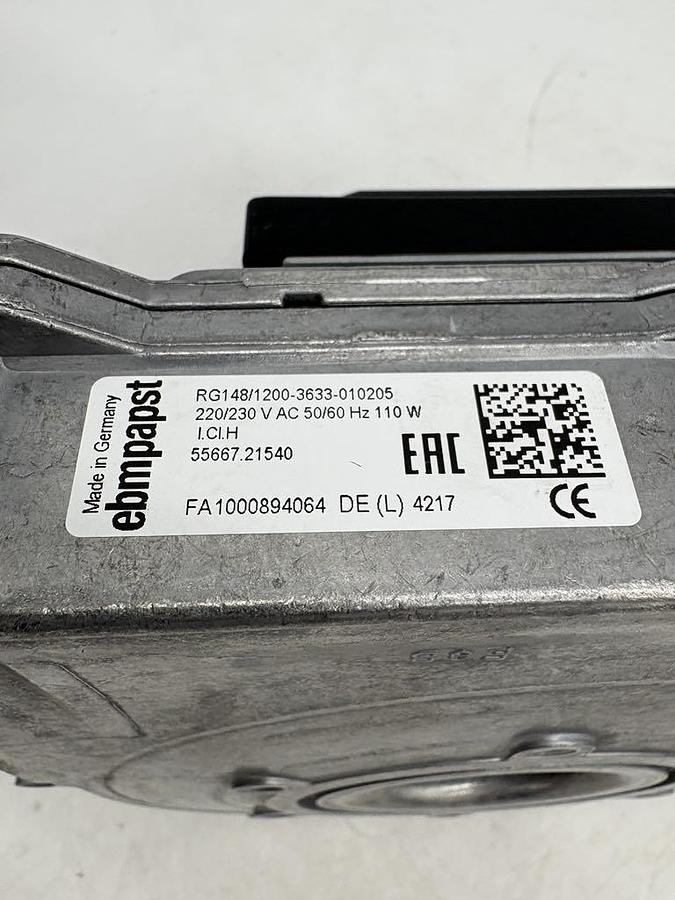 Made in Germany
ebmpapst
RG148/1200-3633-010205
220/230 V AC 50/60 Hz 110 W
I.Cl.H
55667.21540
EAC
FA1000894064 DE (L) 4217
CE